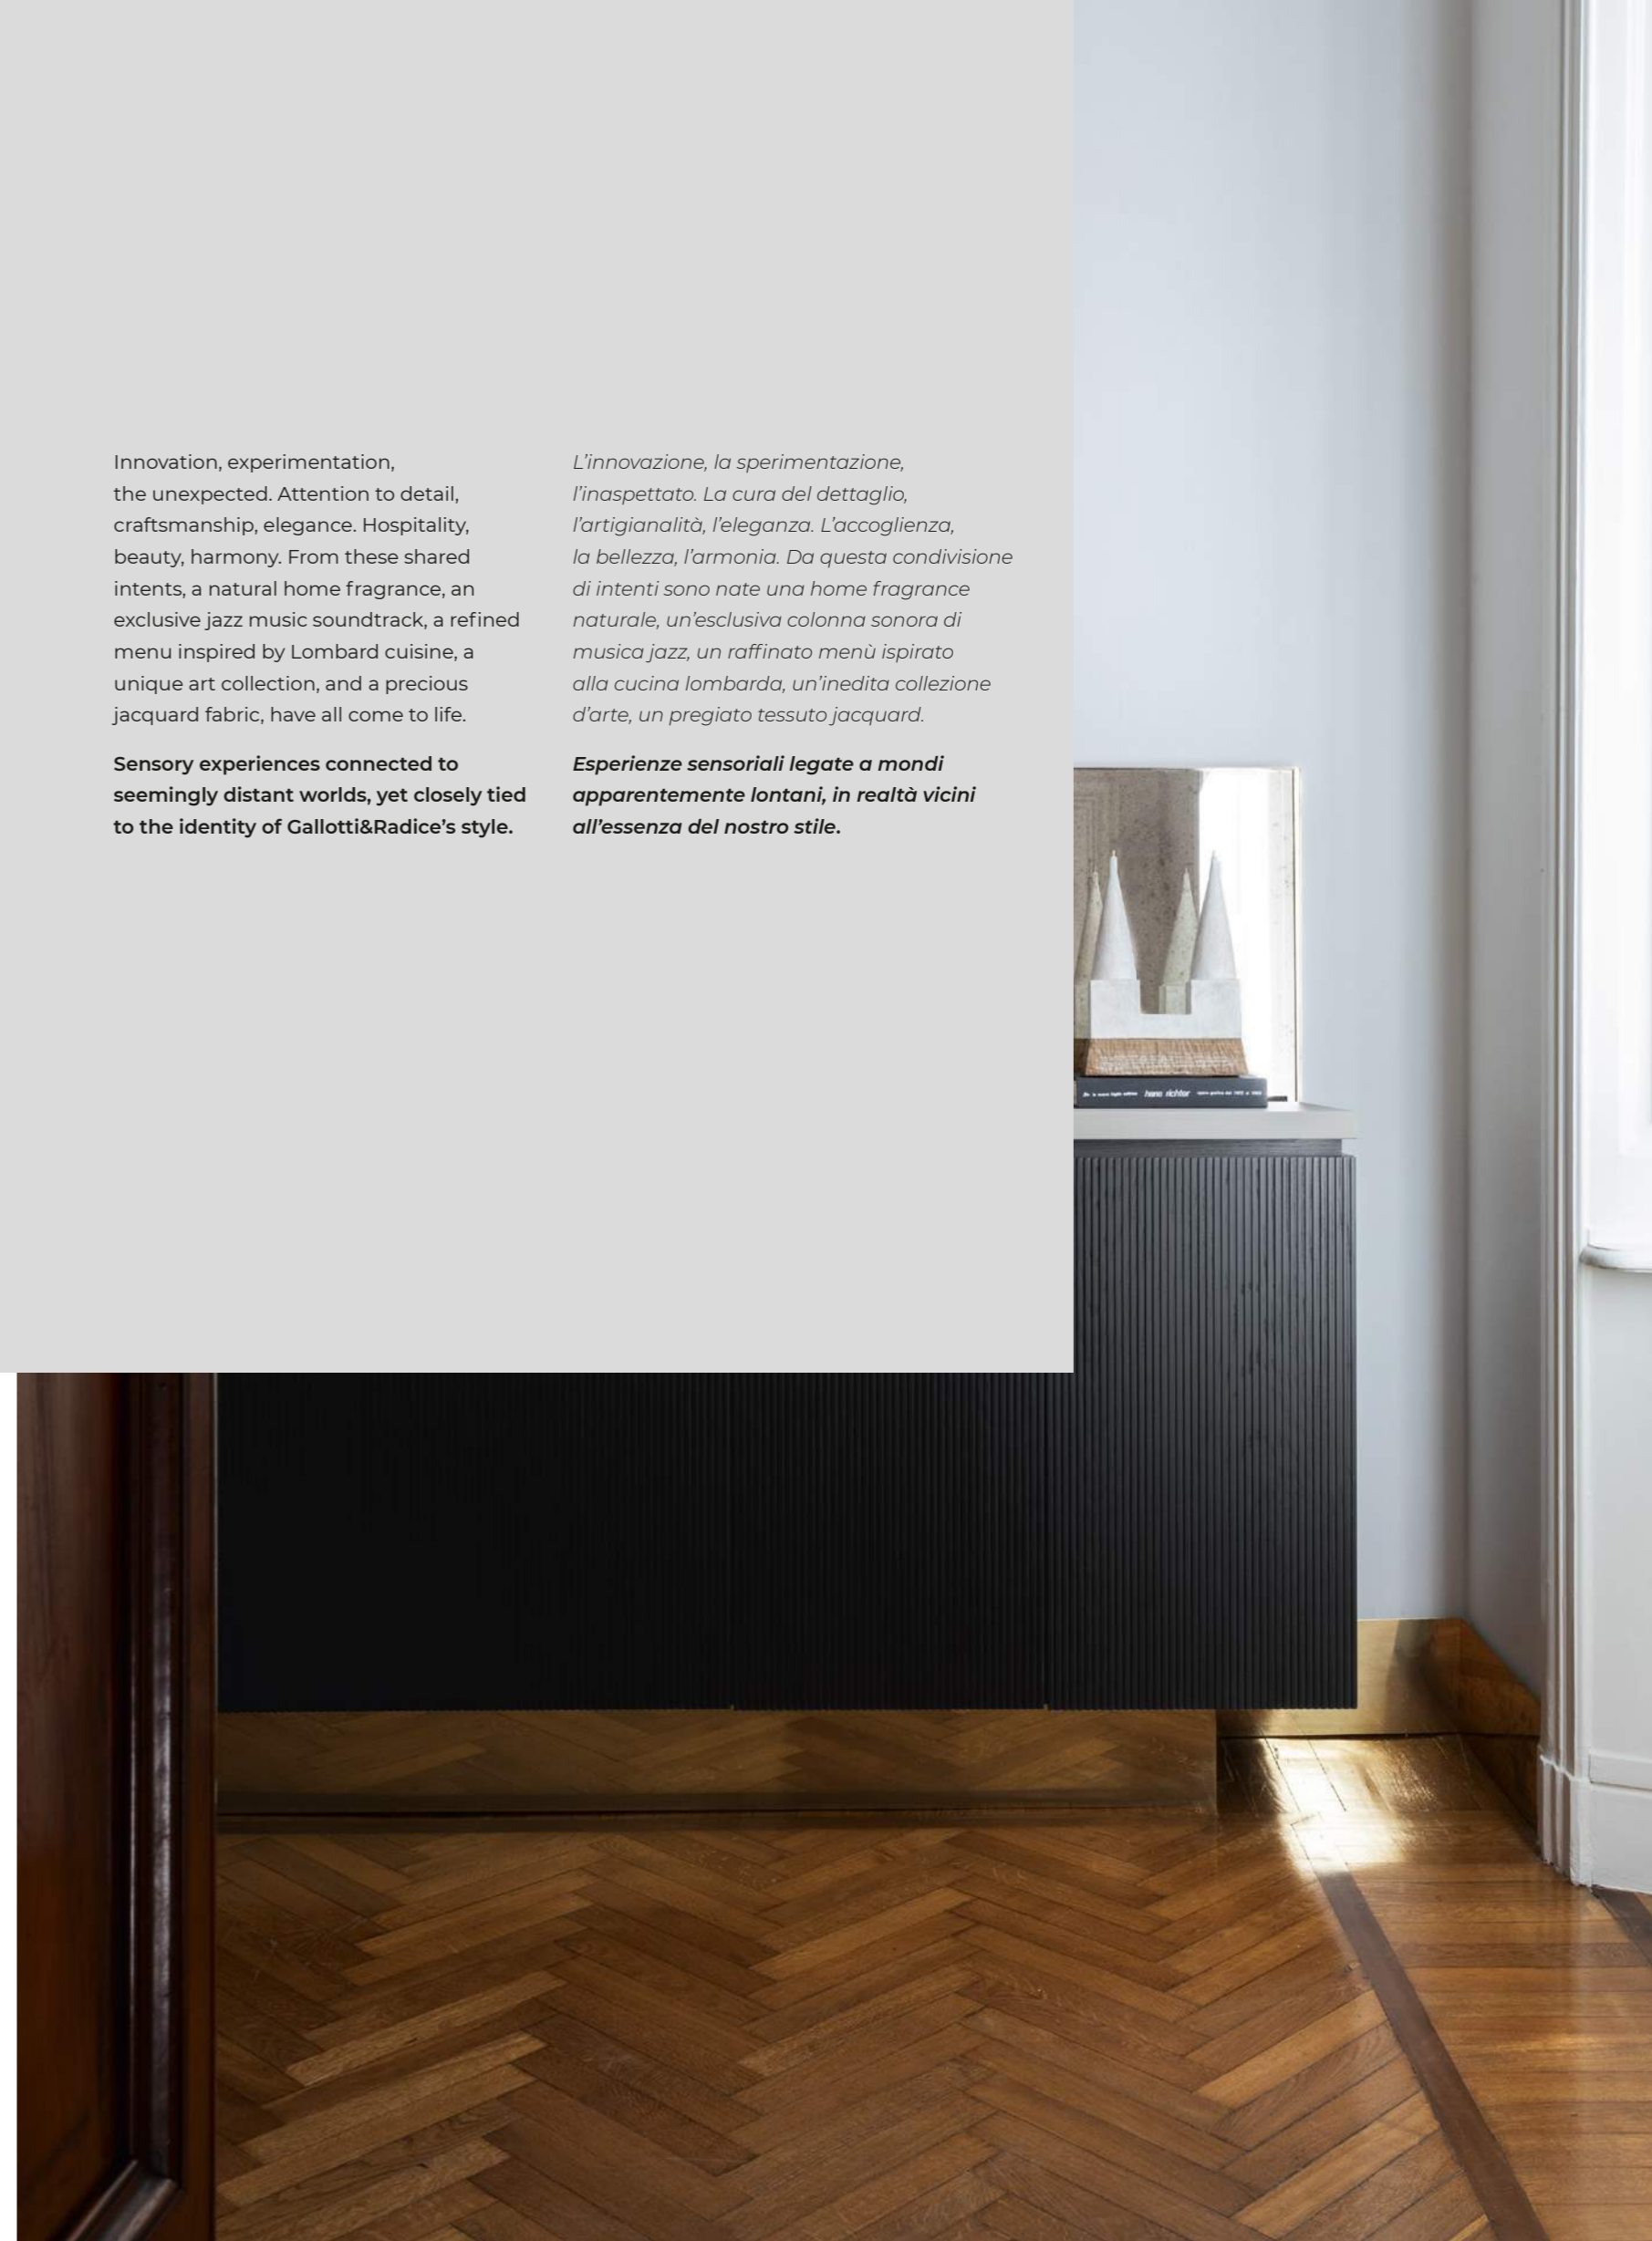 Innovation, experimentation,
the unexpected. Attention to detail,
craftsmanship, elegance. Hospitality,
beauty, harmony. From these shared
intents, a natural home fragrance, an
exclusive jazz music soundtrack, a refined
menu inspired by Lombard cuisine, a
unique art collection, and a precious
jacquard fabric, have all come to life.
Sensory experiences connected to
seemingly distant worlds, yet closely tied
to the identity of Gallotti&Radice’s style.
L’innovazione, la sperimentazione,
l’inaspettato. La cura del dettaglio,
l’artigianalità, l’eleganza. L’accoglienza,
la bellezza, l’armonia. Da questa condivisione
di intenti sono nate una home fragrance
naturale, un’esclusiva colonna sonora di
musica jazz, un raffinato menù ispirato
alla cucina lombarda, un’inedita collezione
d’arte, un pregiato tessuto jacquard.
Esperienze sensoriali legate a mondi
apparentemente lontani, in realtà vicini
all’essenza del nostro stile.
hans richter